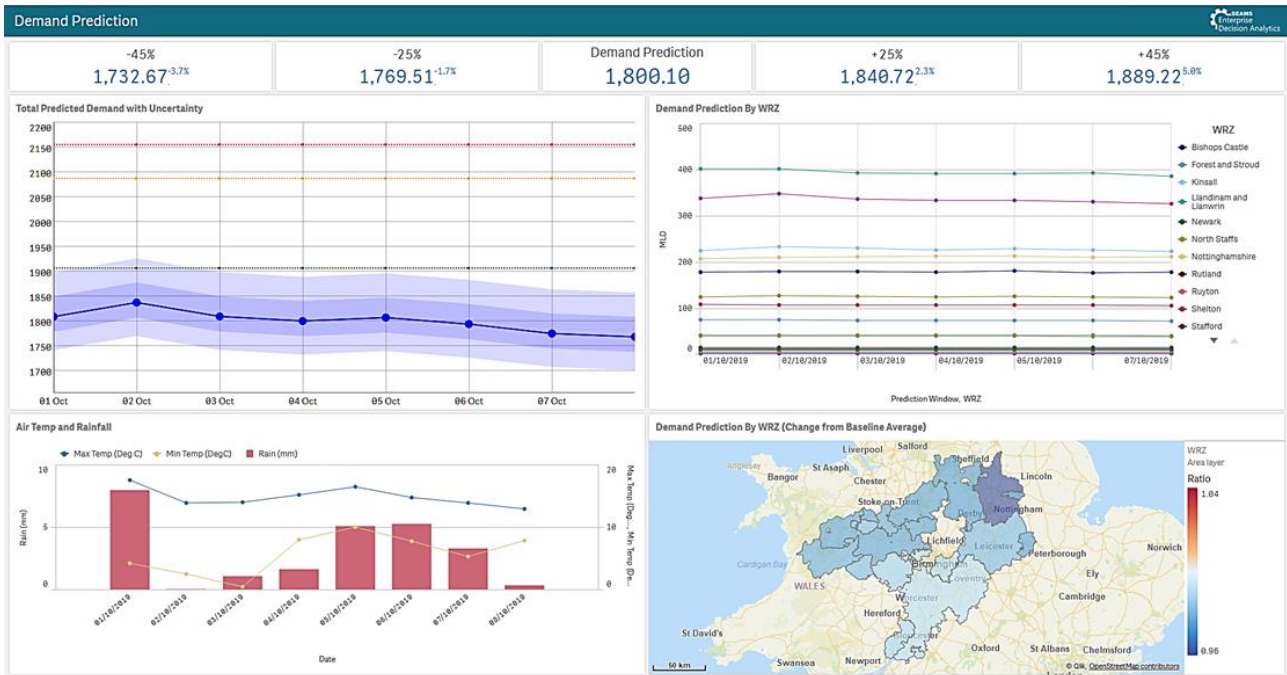 Demand Prediction
SEAMS
Enterprise
Decision Analytics
-45%
1,732.67 -3.7%
-25%
1,769.51 -1.7%
Demand Prediction
1,800.10
+25%
1,840.72 2.3%
+45%
1,889.22 5.0%
Total Predicted Demand with Uncertainty
2200
2150
2100
2050
2000
1950
1900
1850
1800
1750
1700
01 Oct
02 Oct
03 Oct
04 Oct
05 Oct
06 Oct
07 Oct
Demand Prediction By WRZ
500
400
300
200
100
0
MLD
01/10/2019
02/10/2019
03/10/2019
04/10/2019
05/10/2019
07/10/2019
Prediction Window, WRZ
WRZ
Bishops Castle
Forest and Stroud
Kinsall
Llandinam and
Llanwrin
Newark
North Staffs
Nottinghamshire
Rutland
Ruyton
Shelton
Stafford
Air Temp and Rainfall
Max Temp (Deg C)
Min Temp (DegC)
Rain (mm)
10
5
0
Rain (mm)
20
10
0
Max Temp (Deg..., Min Temp (De...
01/10/2019
02/10/2019
03/10/2019
04/10/2019
05/10/2019
06/10/2019
07/10/2019
08/10/2019
Date
Demand Prediction By WRZ (Change from Baseline Average)
Liverpool
Salford
Sheffield
Anglesey
Bangor
St Asaph
Chester
Lincoln
Stoke-on-Trent
Derby
Nottingham
Lichfield
Leicester
Peterborough
Norwich
Cardigan Bay
Birmingham
Coventry
Ely
WALES
Worcester
Cambridge
Hereford
St David's
Gloucester
Oxford
St Albans
Chelmsford
Swansea
Newport
London
50 km
© Qlik, OpenStreetMap contributors
WRZ
Area layer
Ratio
1.04
0.96